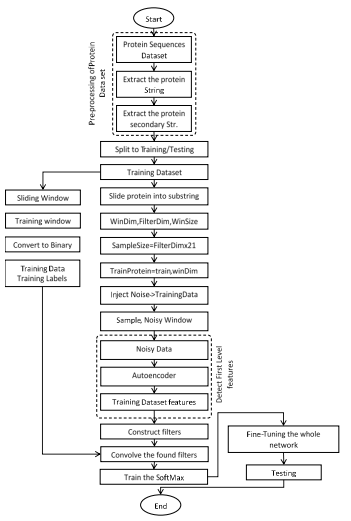 Start
Pre-processing of Protein
Data set
Protein Sequences
Dataset
Extract the protein
String
Extract the protein
secondary Str.
Split to Training/Testing
Training Dataset
Sliding Window
Slide protein into substring
Training window
WinDim,FilterDim,WinSize
Convert to Binary
SampleSize=FilterDimx21
Training Data
Training Labels
TrainProtein=train,winDim
Inject Noise->TrainingData
Sample, Noisy Window
Noisy Data
Autoencoder
Training Dataset features
Detect First Level
features
Construct filters
Convolve the found filters
Train the SoftMax
Fine-Tuning the whole
network
Testing
End